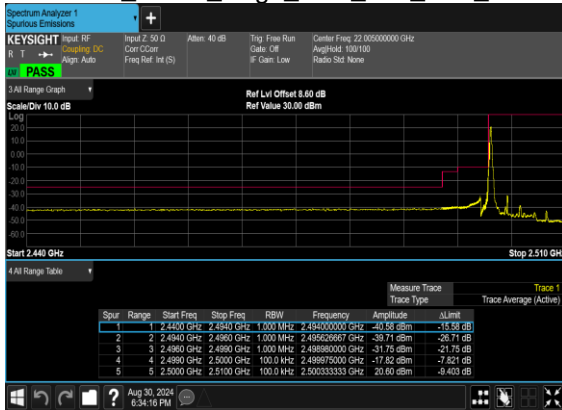 Spectrum Analyzer 1
Spurious Emissions
+
KEYSIGHT Input: RF Input Z: 50 Ω Atten: 40 dB Trig: Free Run Center Freq: 22.005000000 GHz
R T Coupling: DC Corr CCorr Gate: Off Avg|Hold: 100/100
Align: Auto Freq Ref: Int (S) IF Gain: Low Radio Std: None
PASS
3 All Range Graph
Ref Lvl Offset 8.60 dB
Scale/Div 10.0 dB Ref Value 30.00 dBm
Log
20.0
10.0
0.00
-10.0
-20.0
-30.0
-40.0
-50.0
-60.0
Start 2.440 GHz Stop 2.510 GH
4 All Range Table
Measure Trace Trace 1
Trace Type Trace Average (Active)
Spur Range Start Freq Stop Freq RBW Frequency Amplitude ΔLimit
1 1 2.4400 GHz 2.4940 GHz 1.000 MHz 2.494000000 GHz -40.58 dBm -15.58 dB
2 2 2.4940 GHz 2.4960 GHz 1.000 MHz 2.495626667 GHz -39.71 dBm -26.71 dB
3 3 2.4960 GHz 2.4990 GHz 1.000 MHz 2.498980000 GHz -31.75 dBm -21.75 dB
4 4 2.4990 GHz 2.5000 GHz 100.0 kHz 2.499975000 GHz -17.82 dBm -7.821 dB
5 5 2.5000 GHz 2.5100 GHz 100.0 kHz 2.500333333 GHz 20.60 dBm -9.403 dB
? Aug 30, 2024
6:34:16 PM